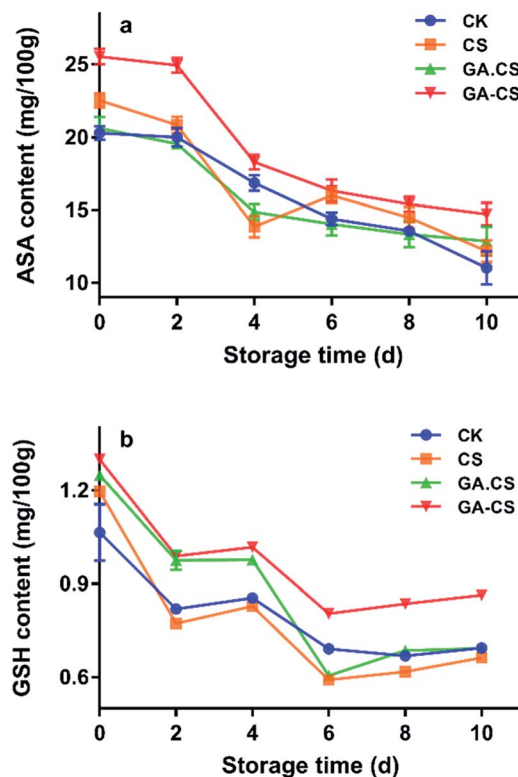 a
CK
CS
GA.CS
GA-CS
ASA content (mg/100g)
25
20
15
10
0 2 4 6 8 10
Storage time (d)
b
CK
CS
GA.CS
GA-CS
GSH content (mg/100g)
1.2
0.9
0.6
0 2 4 6 8 10
Storage time (d)